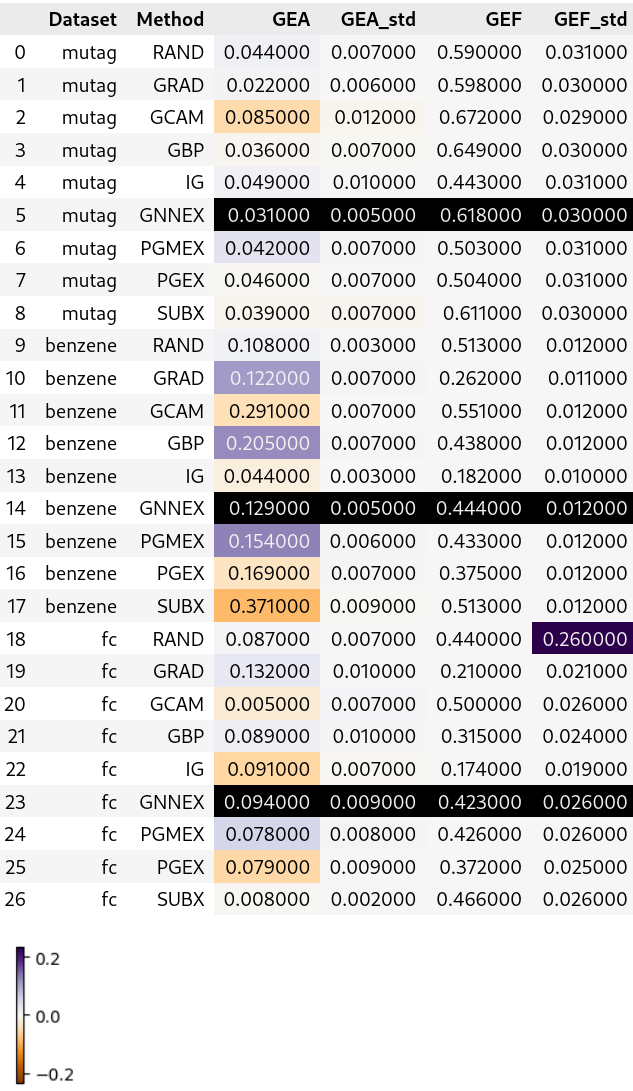 Dataset Method GEA GEA_std GEF GEF_std
0 mutag RAND 0.044000 0.007000 0.590000 0.031000
1 mutag GRAD 0.022000 0.006000 0.598000 0.030000
2 mutag GCAM 0.085000 0.012000 0.672000 0.029000
3 mutag GBP 0.036000 0.007000 0.649000 0.030000
4 mutag IG 0.049000 0.010000 0.443000 0.031000
5 mutag GNNEX 0.031000 0.005000 0.618000 0.030000
6 mutag PGMEX 0.042000 0.007000 0.503000 0.031000
7 mutag PGEX 0.046000 0.007000 0.504000 0.031000
8 mutag SUBX 0.039000 0.007000 0.611000 0.030000
9 benzene RAND 0.108000 0.003000 0.513000 0.012000
10 benzene GRAD 0.122000 0.007000 0.262000 0.011000
11 benzene GCAM 0.291000 0.007000 0.551000 0.012000
12 benzene GBP 0.205000 0.007000 0.438000 0.012000
13 benzene IG 0.044000 0.003000 0.182000 0.010000
14 benzene GNNEX 0.129000 0.005000 0.444000 0.012000
15 benzene PGMEX 0.154000 0.006000 0.433000 0.012000
16 benzene PGEX 0.169000 0.007000 0.375000 0.012000
17 benzene SUBX 0.371000 0.009000 0.513000 0.012000
18 fc RAND 0.087000 0.007000 0.440000 0.260000
19 fc GRAD 0.132000 0.010000 0.210000 0.021000
20 fc GCAM 0.005000 0.007000 0.500000 0.026000
21 fc GBP 0.089000 0.010000 0.315000 0.024000
22 fc IG 0.091000 0.007000 0.174000 0.019000
23 fc GNNEX 0.094000 0.009000 0.423000 0.026000
24 fc PGMEX 0.078000 0.008000 0.426000 0.026000
25 fc PGEX 0.079000 0.009000 0.372000 0.025000
26 fc SUBX 0.008000 0.002000 0.466000 0.026000
0.2
0.0
−0.2